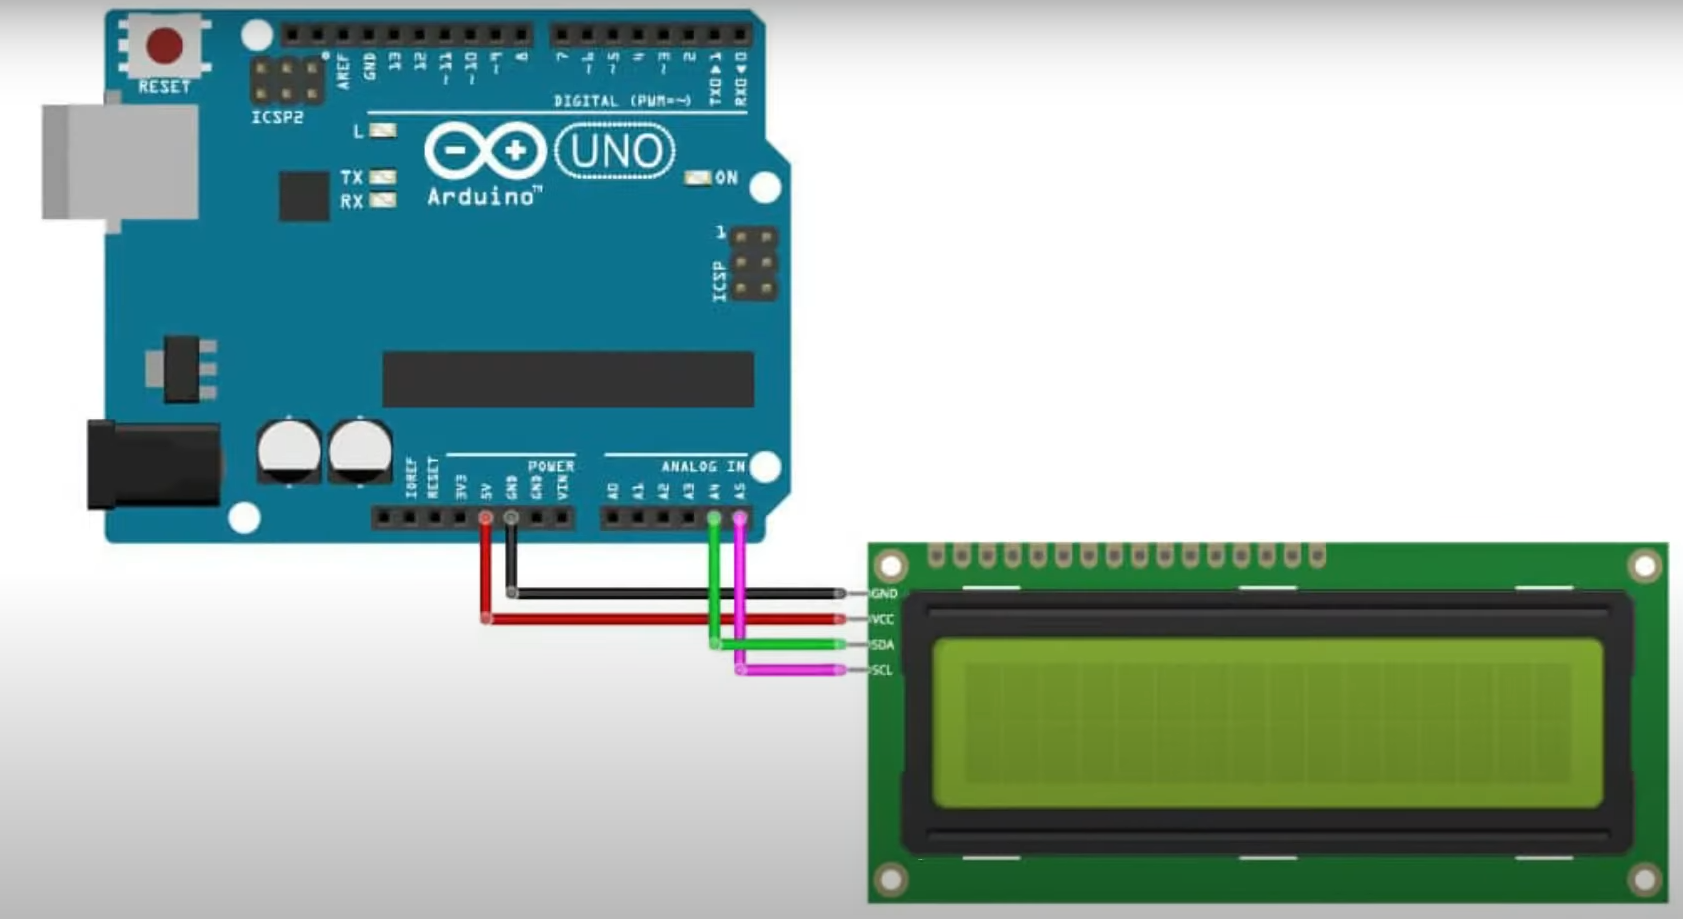 RESET
ICSP2
AREF
GND
13
12
~11
~10
~9
8
7
~6
~5
4
~3
2
TX0▶1
RX0◀0
DIGITAL (PWM=~)
L
TX
RX
UNO
Arduino™
ON
1
ICSP
IOREF
RESET
3V3
5V
GND
GND
VIN
POWER
A0
A1
A2
A3
A4
A5
ANALOG IN
GND
VCC
SDA
SCL